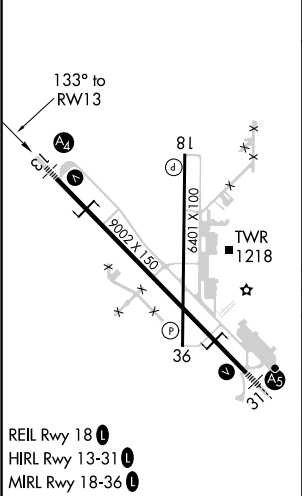 133° to
RW13
A4
V
13
18
P
9002 X 150
6401 X 100
TWR
1218
P
36
V
A5
31
REIL Rwy 18 L
HIRL Rwy 13-31 L
MIRL Rwy 18-36 L